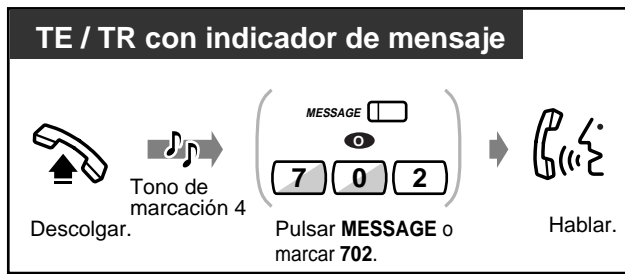 TE / TR con indicador de mensaje
MESSAGE
O
7 0 2
Tono de
marcación 4
Descolgar.
Pulsar MESSAGE o
marcar 702.
Hablar.